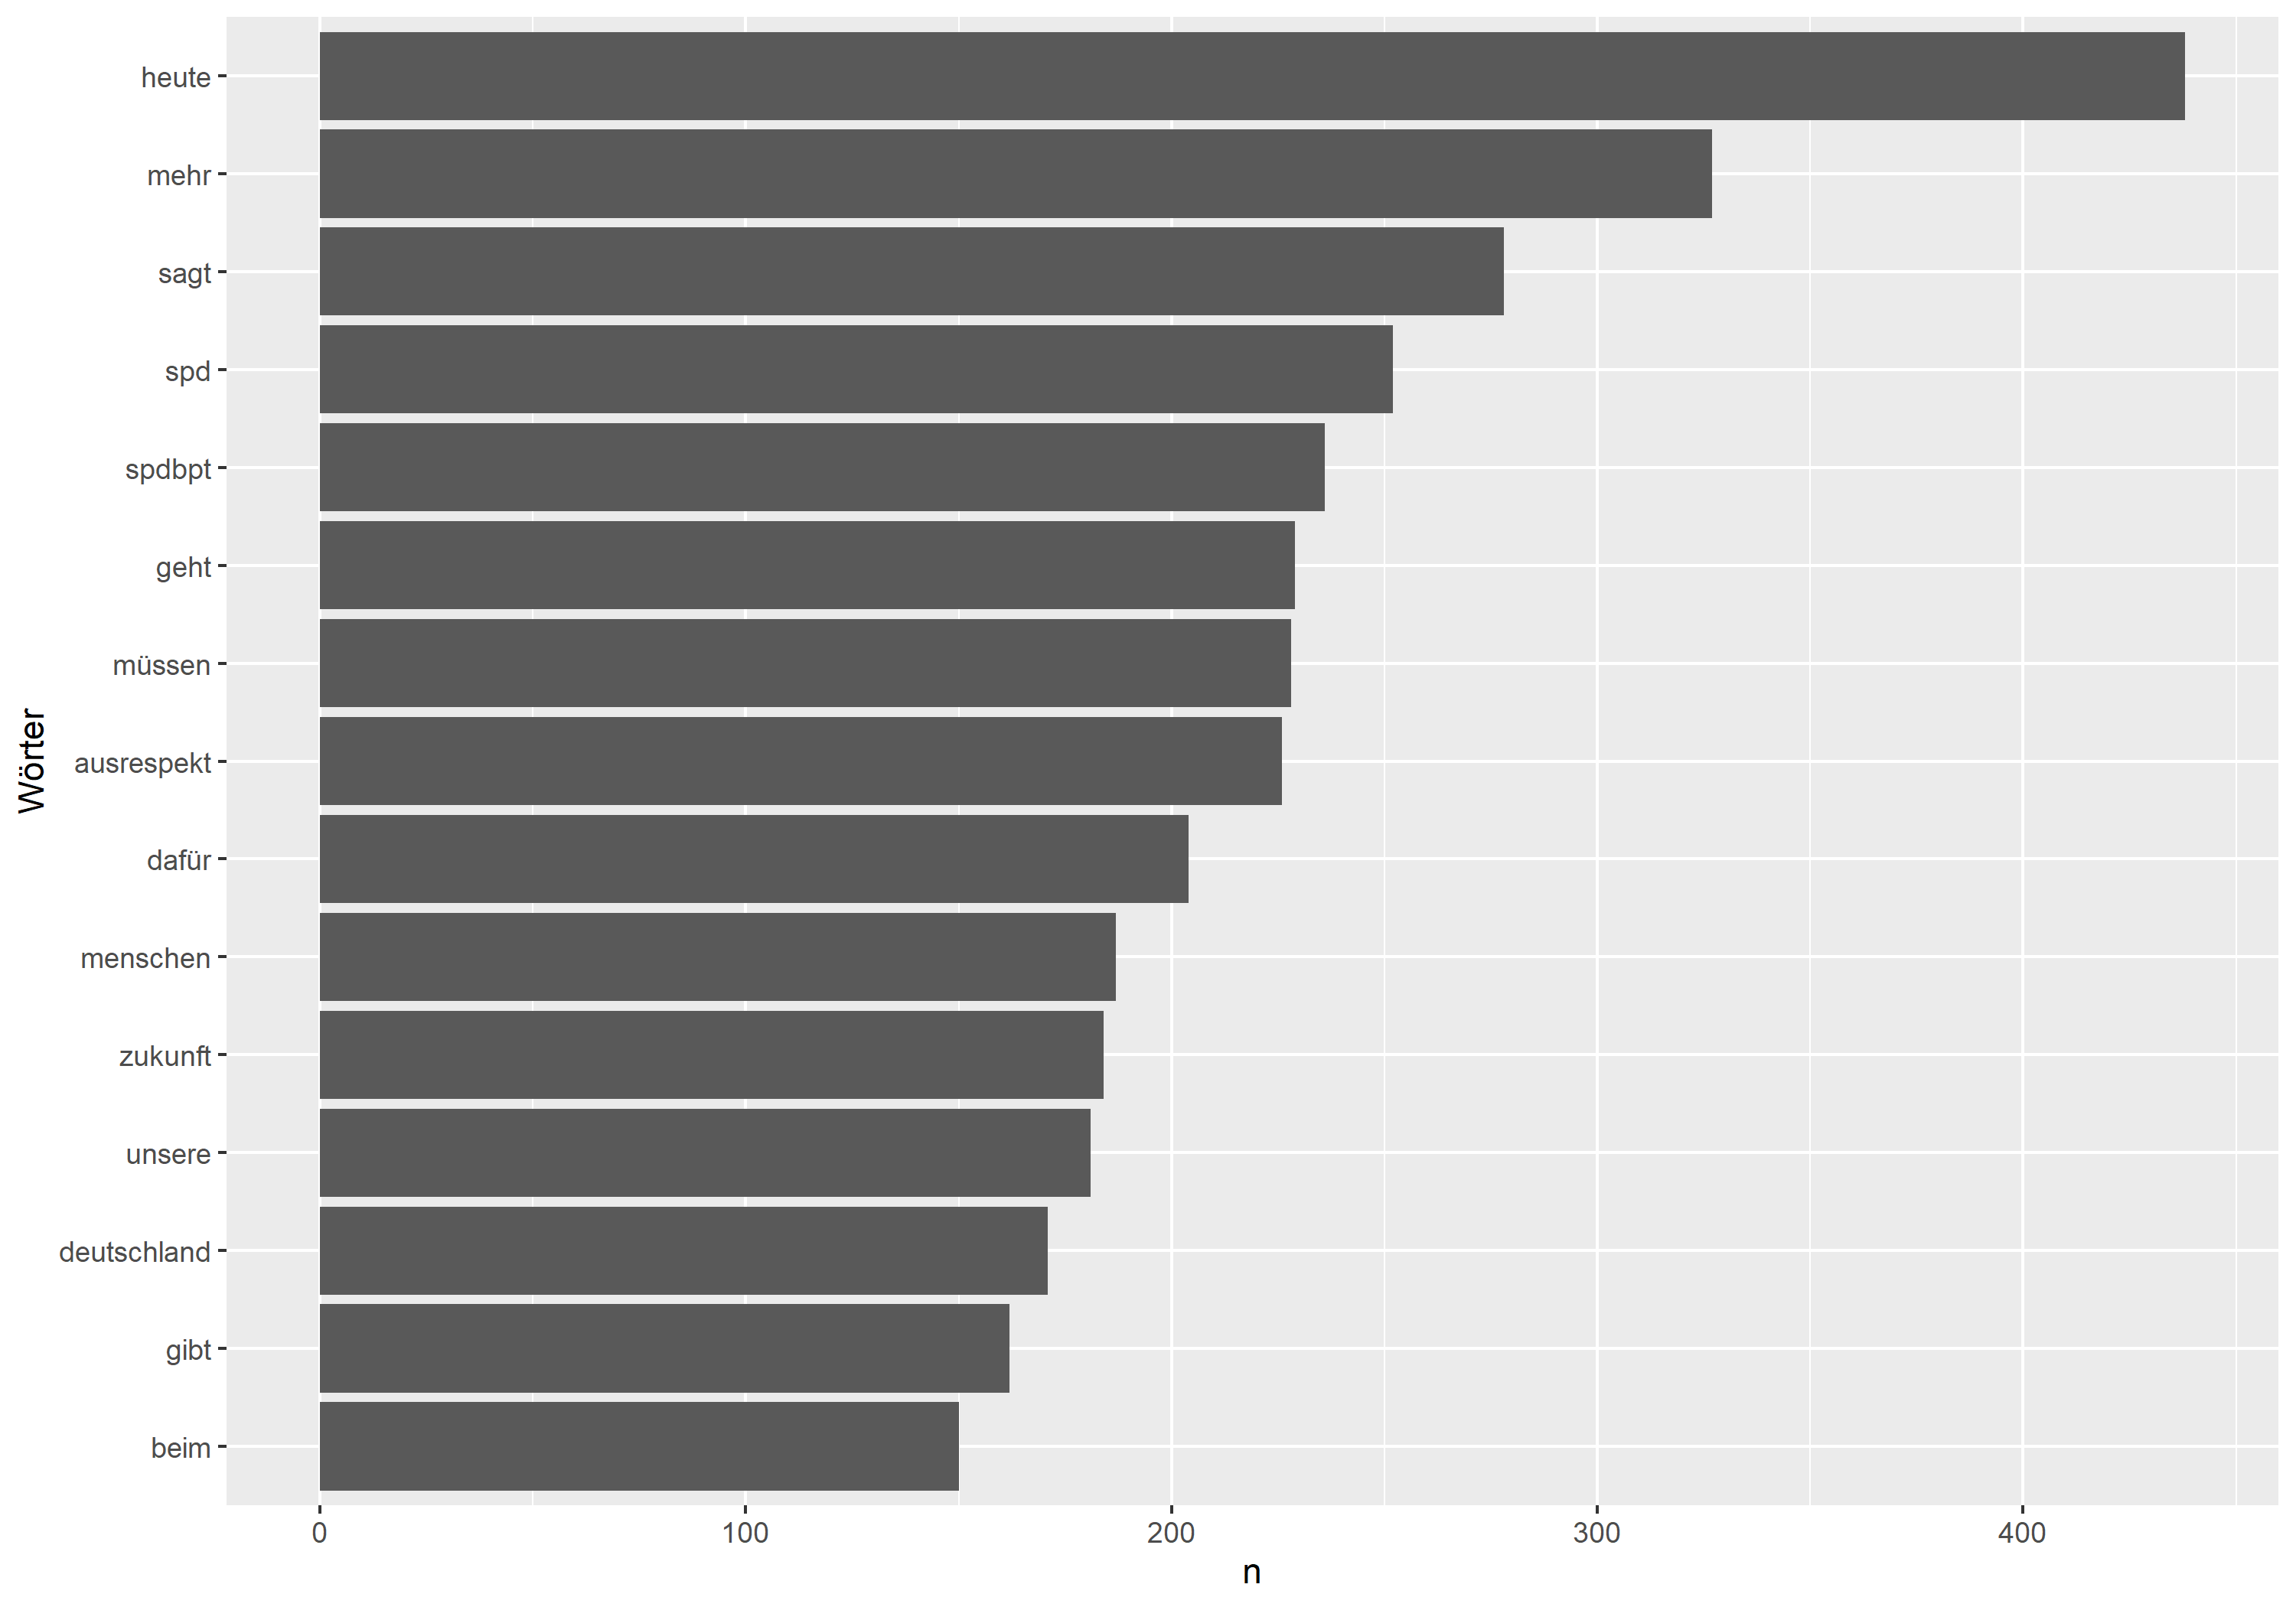 heute
mehr
sagt
spd
spdbpt
geht
müssen
ausrespekt
dafür
menschen
zukunft
unsere
deutschland
gibt
beim
Wörter
0 100 200 300 400
n